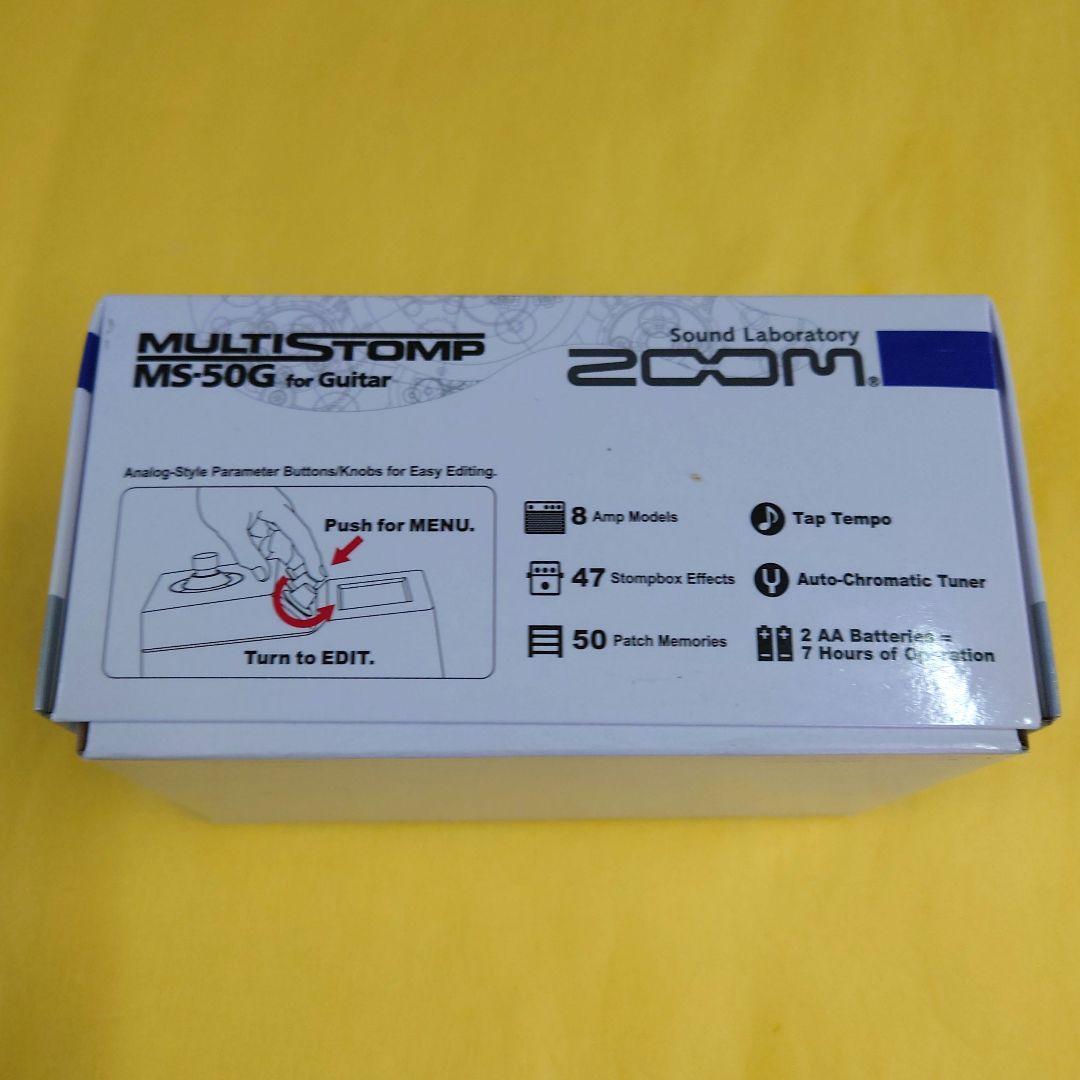 MULTISTOMP
MS-50G for Guitar
Sound Laboratory
ZOOM®
Analog-Style Parameter Buttons/Knobs for Easy Editing.
Push for MENU.
Turn to EDIT.
8 Amp Models
47 Stompbox Effects
50 Patch Memories
Tap Tempo
Auto-Chromatic Tuner
2 AA Batteries =
7 Hours of Operation